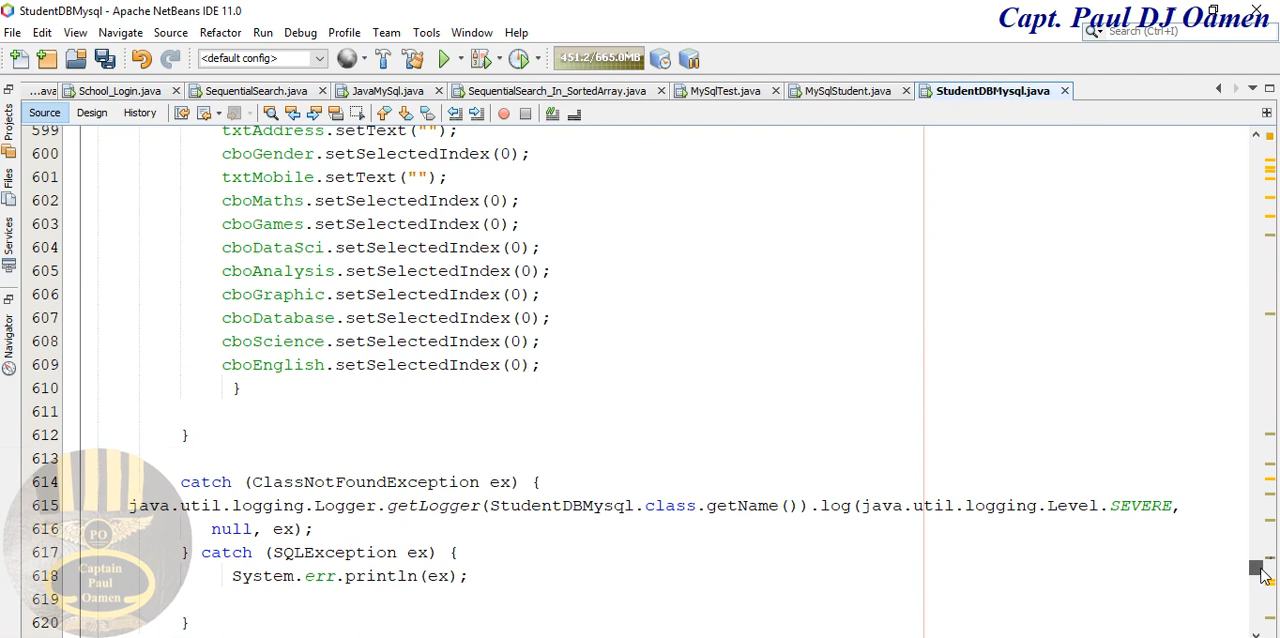 StudentDBMysql - Apache NetBeans IDE 11.0
Capt. Paul DJ Oamen
File Edit View Navigate Source Refactor Run Debug Profile Team Tools Window Help
Search (Ctrl+I)
<default config>
451.2/665.0MB
...ava School_Login.java SequentialSearch.java JavaMySql.java SequentialSearch_In_SortedArray.java MySqlTest.java MySqlStudent.java StudentDBMysql.java
Source Design History
Projects
Files
Services
Navigator
599 txtAddress.setText("");
600 cboGender.setSelectedIndex(0);
601 txtMobile.setText("");
602 cboMaths.setSelectedIndex(0);
603 cboGames.setSelectedIndex(0);
604 cboDataSci.setSelectedIndex(0);
605 cboAnalysis.setSelectedIndex(0);
606 cboGraphic.setSelectedIndex(0);
607 cboDatabase.setSelectedIndex(0);
608 cboScience.setSelectedIndex(0);
609 cboEnglish.setSelectedIndex(0);
610 }
611
612 }
613
614 catch (ClassNotFoundException ex) {
615 java.util.logging.Logger.getLogger(StudentDBMysql.class.getName()).log(java.util.logging.Level.SEVERE,
616 null, ex);
617 } catch (SQLException ex) {
618 System.err.println(ex);
619
620 }
PO
Captain
Paul
Oamen